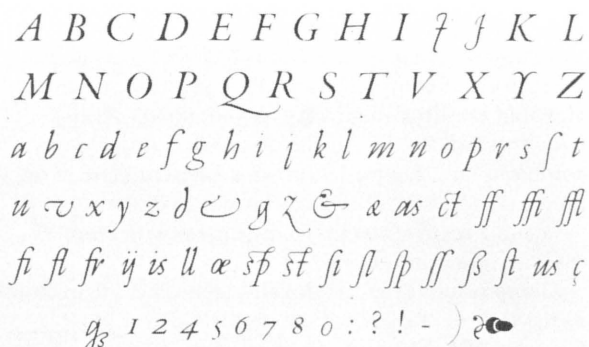 A B C D E F G H I J J K L
M N O P Q R S T V X Y Z
a b c d e f g h i j k l m n o p r s ſ t
u v x y z d e g z & æ as ct ff ffi ffl
fi fl fr ij is ll œ sp st ſi ſl ſp ſſ ß ſt us ç
1 2 4 5 6 7 8 0 : ? ! - )